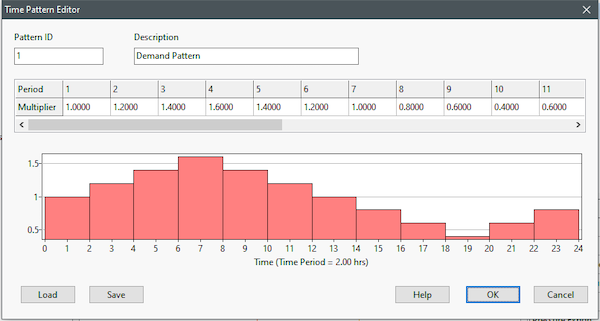 Time Pattern Editor
Pattern ID Description
1 Demand Pattern
Period 1 2 3 4 5 6 7 8 9 10 11
Multiplier 1.0000 1.2000 1.4000 1.6000 1.4000 1.2000 1.0000 0.8000 0.6000 0.4000 0.6000
1.5
1
0.5
0 1 2 3 4 5 6 7 8 9 10 11 12 13 14 15 16 17 18 19 20 21 22 23 24
Time (Time Period = 2.00 hrs)
Load Save Help OK Cancel